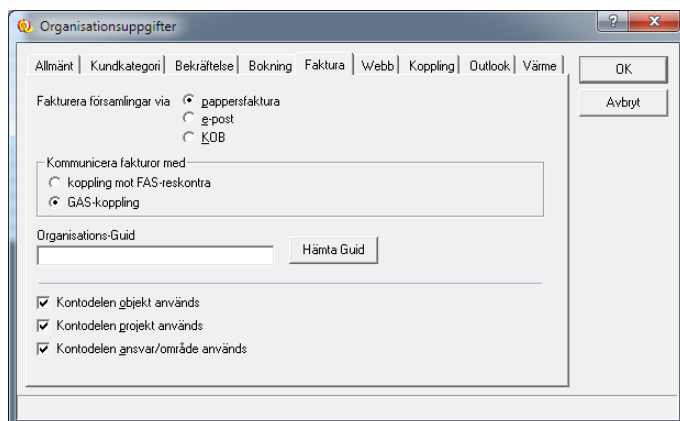 Organisationsuppgifter
Allmänt Kundkategori Bekräftelse Bokning Faktura Webb Koppling Outlook Värme
OK
Avbryt
Fakturera församlingar via
pappersfaktura
e-post
KOB
Kommunicera fakturor med
koppling mot FAS-reskontra
GAS-koppling
Organisations-Guid
Hämta Guid
Kontodelen objekt används
Kontodelen projekt används
Kontodelen ansvar/område används